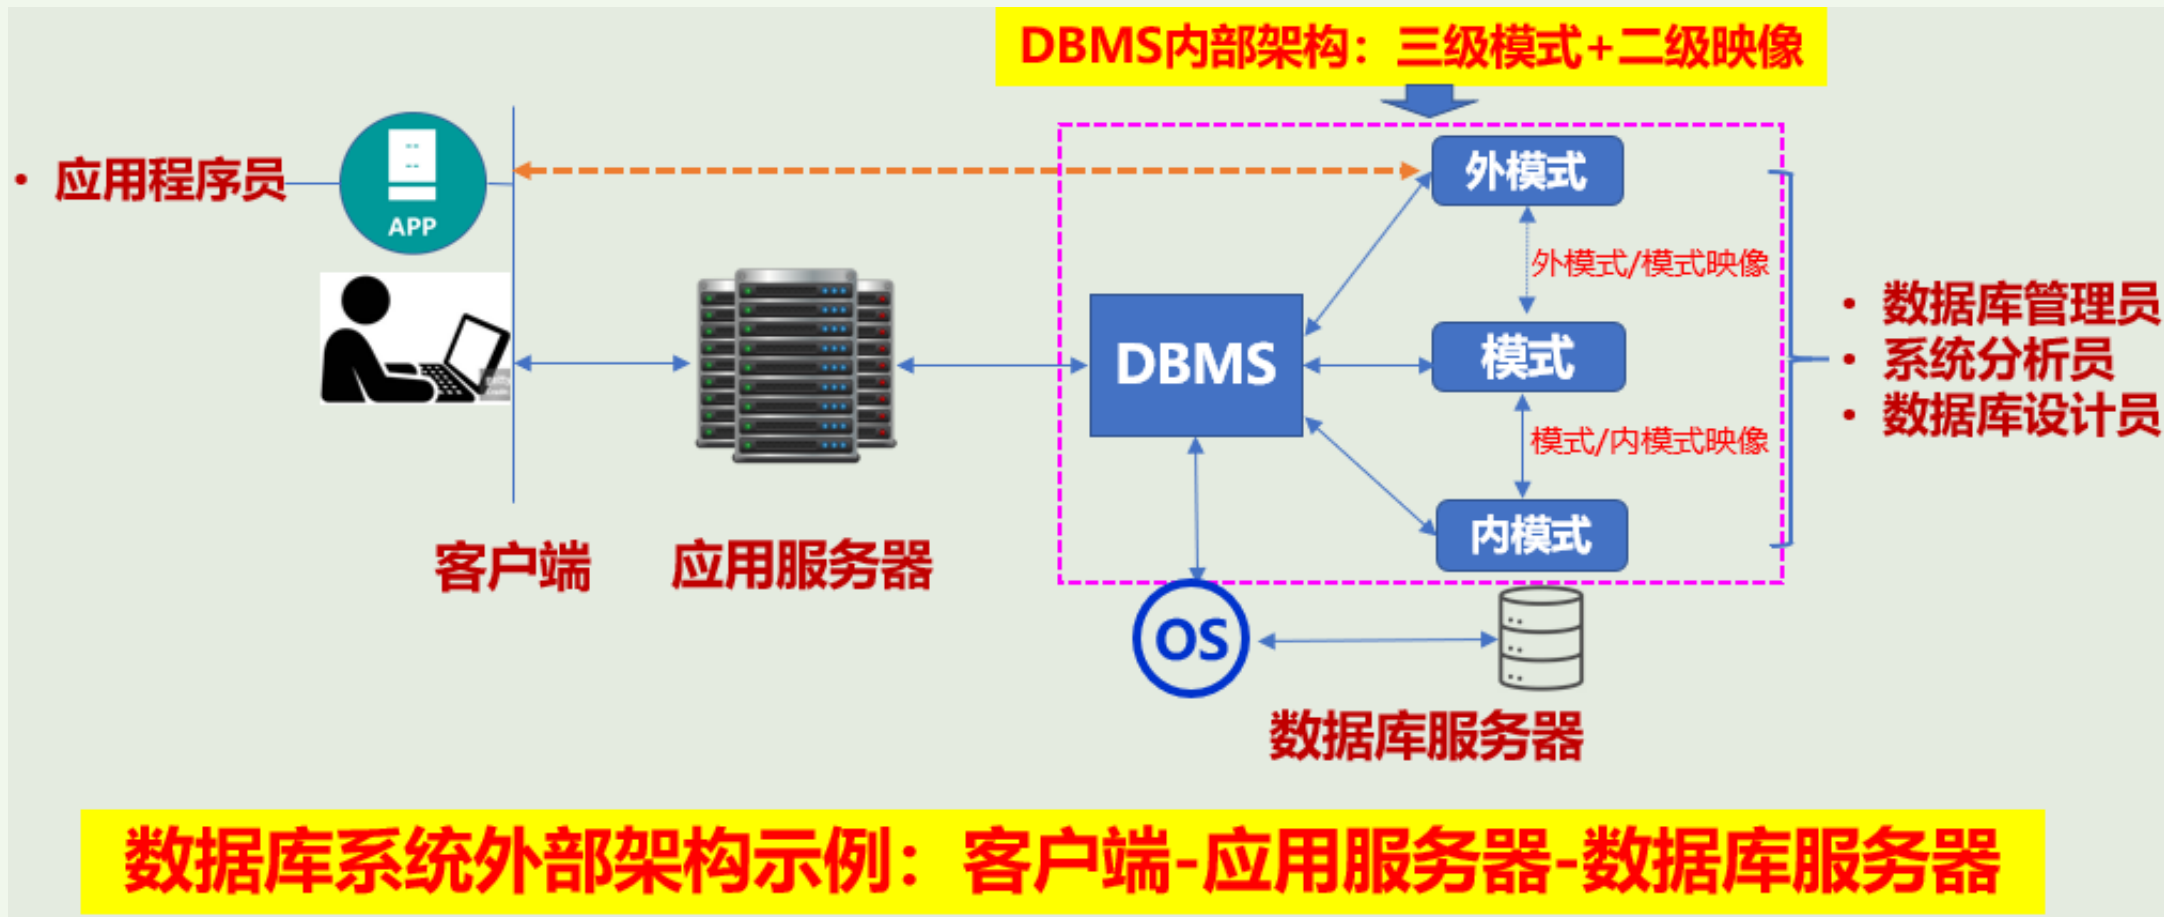 DBMS内部架构：三级模式+二级映像
• 应用程序员
APP
外模式
外模式/模式映像
DBMS
模式
模式/内模式映像
内模式
• 数据库管理员
• 系统分析员
• 数据库设计员
客户端
应用服务器
OS
数据库服务器
数据库系统外部架构示例：客户端-应用服务器-数据库服务器